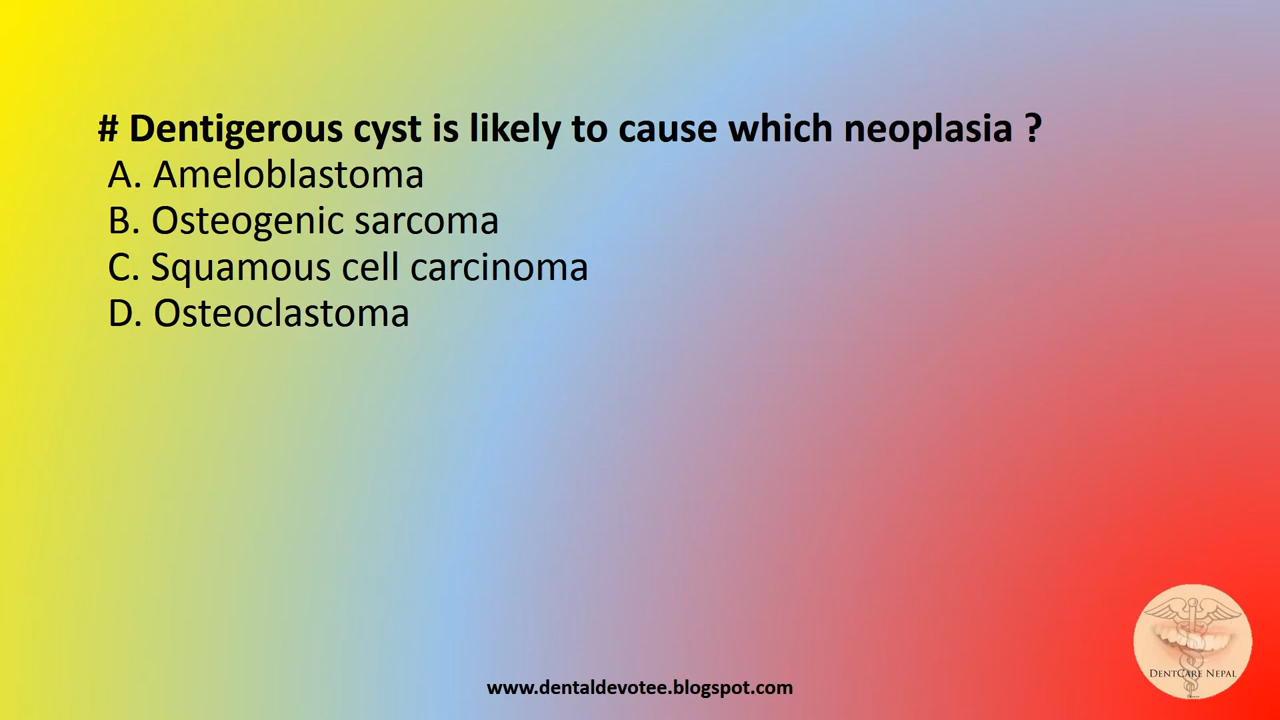 # Dentigerous cyst is likely to cause which neoplasia ?
A. Ameloblastoma
B. Osteogenic sarcoma
C. Squamous cell carcinoma
D. Osteoclastoma
DENTCARE NEPAL
www.dentaldevotee.blogspot.com